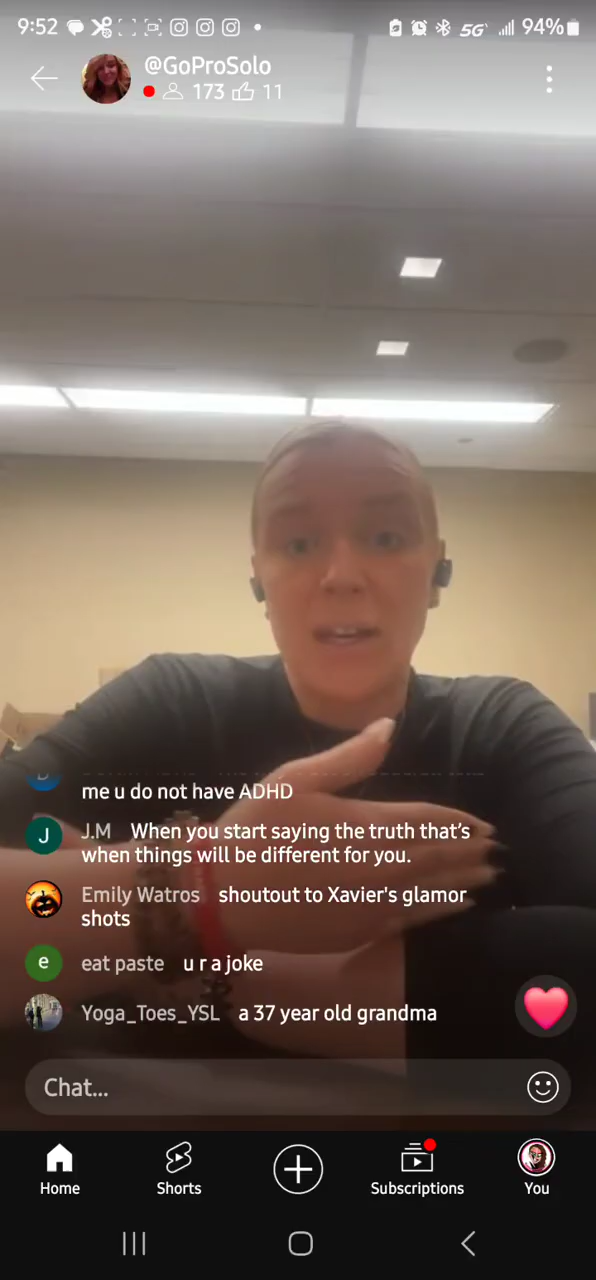 9:52 5G 94%
@GoProSolo
173 11
me u do not have ADHD
J J.M When you start saying the truth that's
when things will be different for you.
Emily Watros shoutout to Xavier's glamor
shots
e eat paste u r a joke
Yoga_Toes_YSL a 37 year old grandma
Chat...
Home Shorts Subscriptions You